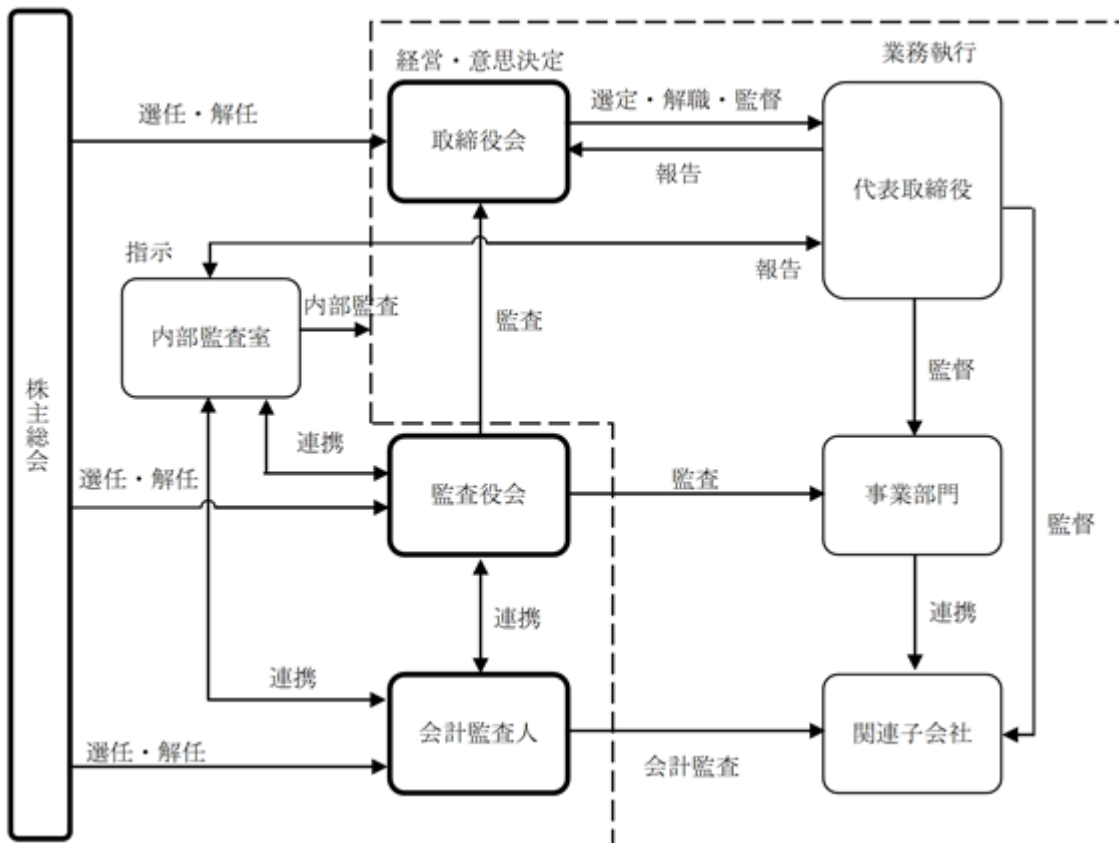 経営・意思決定
業務執行
選任・解任
取締役会
選定・解職・監督
報告
代表取締役
指示
報告
内部監査室
内部監査
監査
監督
株主総会
連携
選任・解任
監査役会
監査
事業部門
監督
連携
連携
連携
会計監査人
関連子会社
選任・解任
会計監査